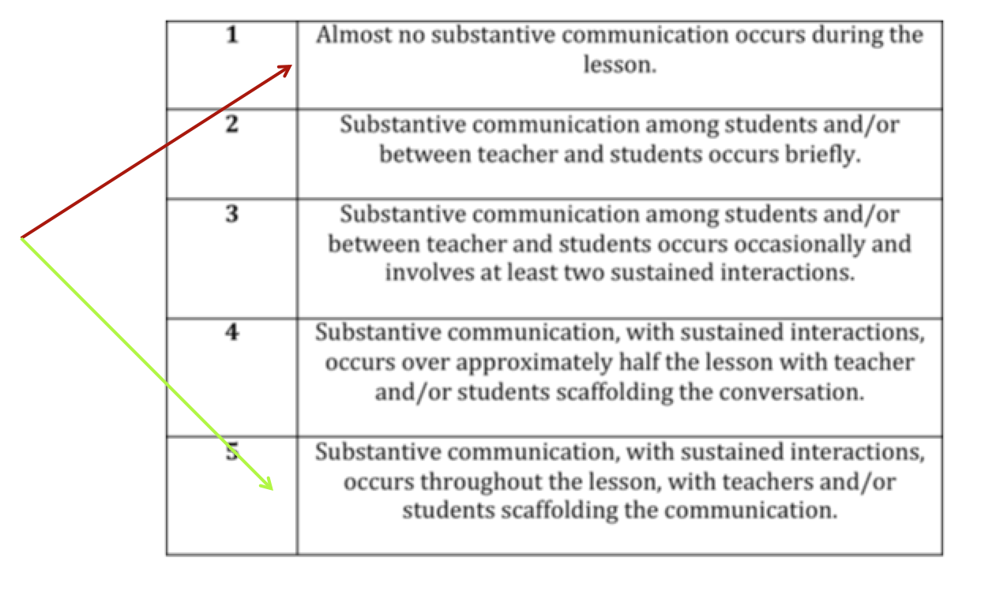 1 Almost no substantive communication occurs during the
lesson.
2 Substantive communication among students and/or
between teacher and students occurs briefly.
3 Substantive communication among students and/or
between teacher and students occurs occasionally and
involves at least two sustained interactions.
4 Substantive communication, with sustained interactions,
occurs over approximately half the lesson with teacher
and/or students scaffolding the conversation.
5 Substantive communication, with sustained interactions,
occurs throughout the lesson, with teachers and/or
students scaffolding the communication.